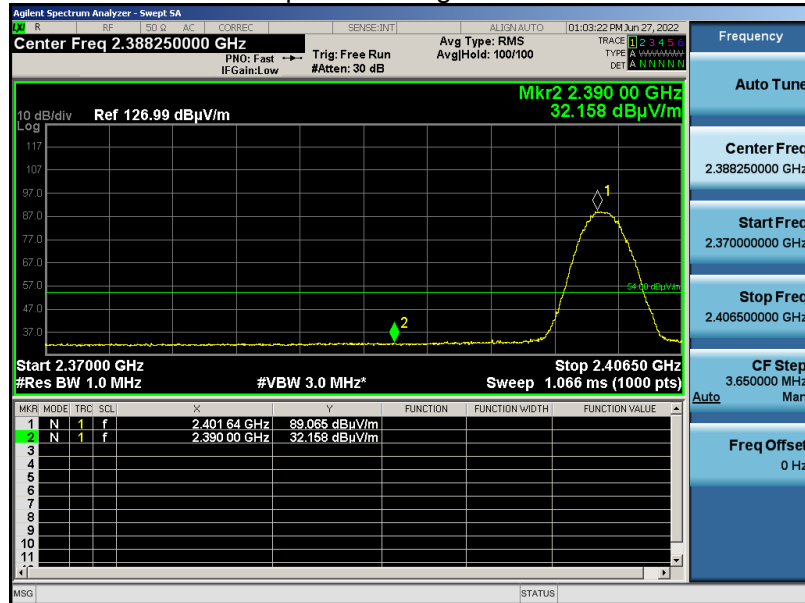 Agilent Spectrum Analyzer - Swept SA
LXI R RF 50 Ω AC CORREC SENSE:INT ALIGN AUTO 01:03:22 PM Jun 27, 2022
Center Freq 2.388250000 GHz
PNO: Fast
IFGain:Low
Trig: Free Run
#Atten: 30 dB
Avg Type: RMS
Avg|Hold: 100/100
TRACE 1 2 3 4 5 6
TYPE A WWWWW
DET A N N N N N
Mkr2 2.390 00 GHz
32.158 dBµV/m
10 dB/div Ref 126.99 dBµV/m
Log
117
107
97.0
87.0
77.0
67.0
57.0
47.0
37.0
1
2
54.00 dBµV/m
Start 2.37000 GHz Stop 2.40650 GHz
#Res BW 1.0 MHz #VBW 3.0 MHz* Sweep 1.066 ms (1000 pts)
MKR MODE TRC SCL X Y FUNCTION FUNCTION WIDTH FUNCTION VALUE
1 N 1 f 2.401 64 GHz 89.065 dBµV/m
2 N 1 f 2.390 00 GHz 32.158 dBµV/m
3
4
5
6
7
8
9
10
11
MSG STATUS
Frequency
Auto Tune
Center Freq
2.388250000 GHz
Start Freq
2.370000000 GHz
Stop Freq
2.406500000 GHz
CF Step
3.650000 MHz
Auto Man
Freq Offset
0 Hz